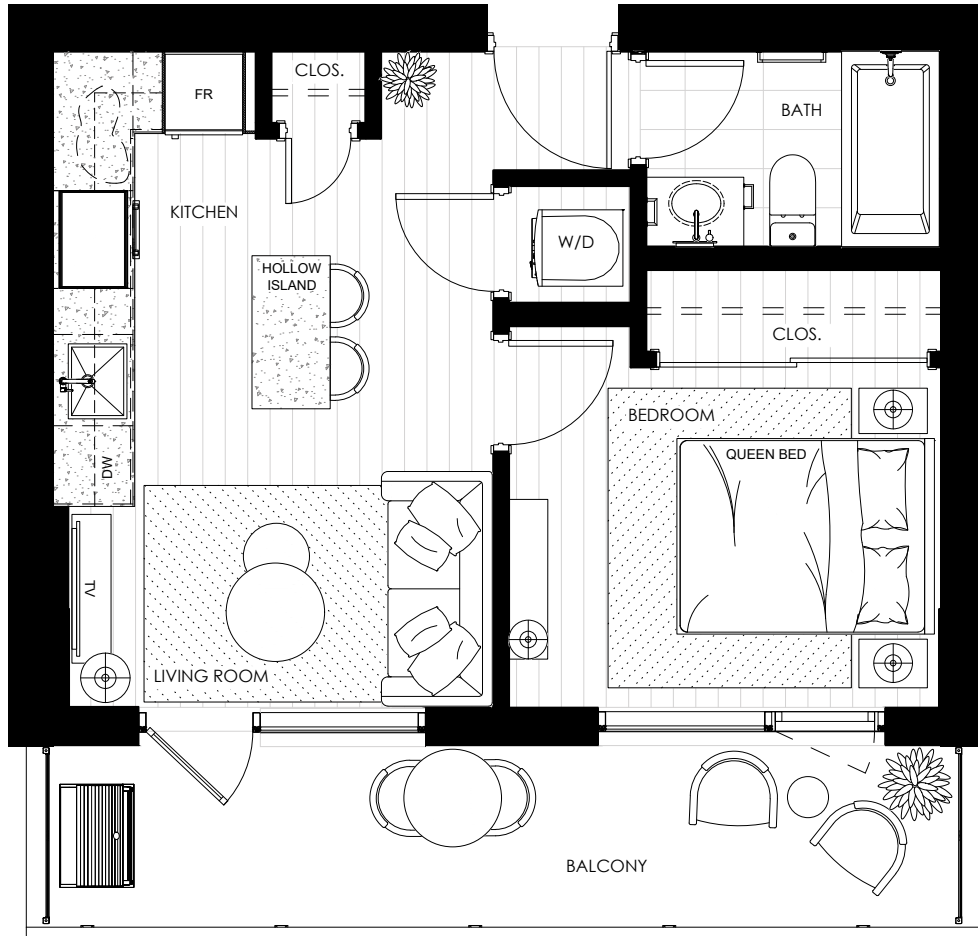 CLOS.
FR
BATH
KITCHEN
W/D
HOLLOW
ISLAND
CLOS.
BEDROOM
QUEEN BED
DW
TV
LIVING ROOM
BALCONY